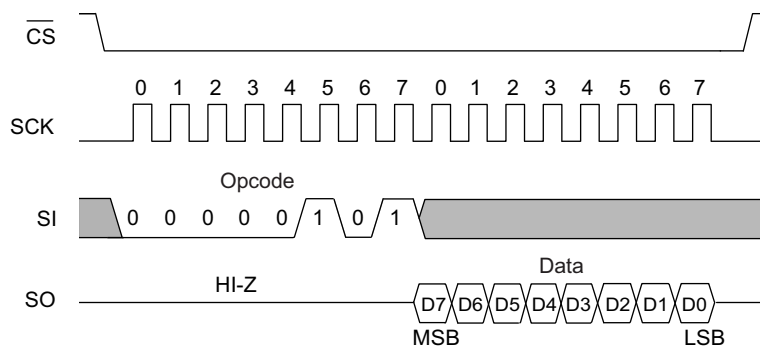 CS
0 1 2 3 4 5 6 7 0 1 2 3 4 5 6 7
SCK
Opcode
SI 0 0 0 0 0 1 0 1
Data
HI-Z
SO D7 D6 D5 D4 D3 D2 D1 D0
MSB LSB